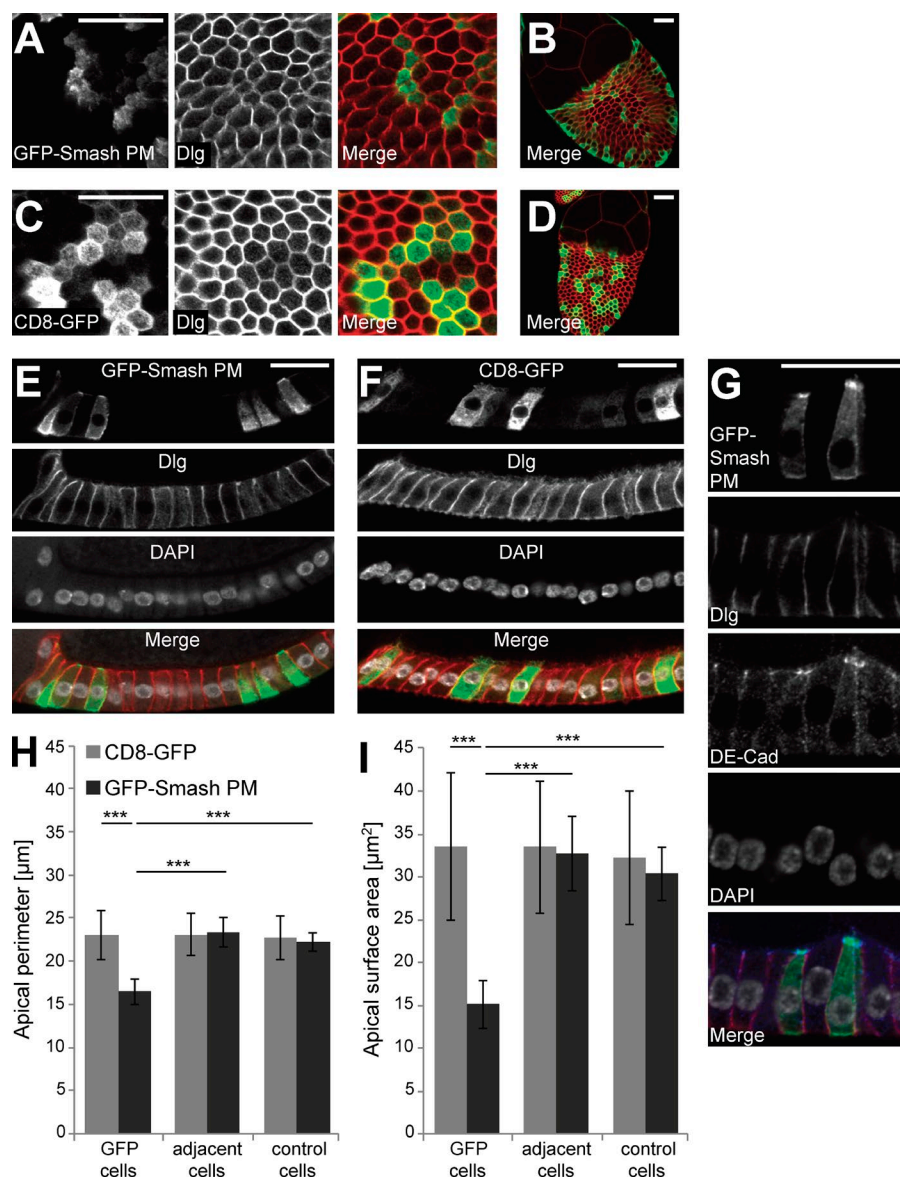 A
GFP-Smash PM
Dlg
Merge
B
Merge
C
CD8-GFP
Dlg
Merge
D
Merge
E
GFP-Smash PM
Dlg
DAPI
Merge
F
CD8-GFP
Dlg
DAPI
Merge
G
GFP-
Smash
PM
Dlg
DE-Cad
DAPI
Merge
H
CD8-GFP
GFP-Smash PM
***
***
***
Apical perimeter [µm]
45
40
35
30
25
20
15
10
5
0
GFP
cells
adjacent
cells
control
cells
I
***
***
***
Apical surface area [µm²]
45
40
35
30
25
20
15
10
5
0
GFP
cells
adjacent
cells
control
cells